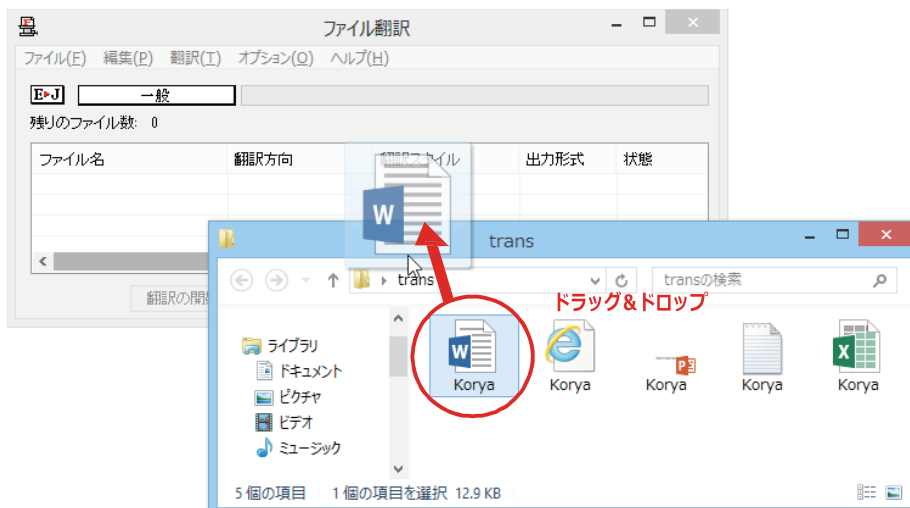 ファイル翻訳
ファイル(F) 編集(P) 翻訳(T) オプション(O) ヘルプ(H)
E▸J 一般
残りのファイル数: 0
ファイル名 翻訳方向 翻訳スタイル 出力形式 状態
翻訳の開始
trans
trans transの検索
ドラッグ&ドロップ
ライブラリ
ドキュメント
ピクチャ
ビデオ
ミュージック
Korya Korya Korya Korya Korya
5 個の項目 1 個の項目を選択 12.9 KB